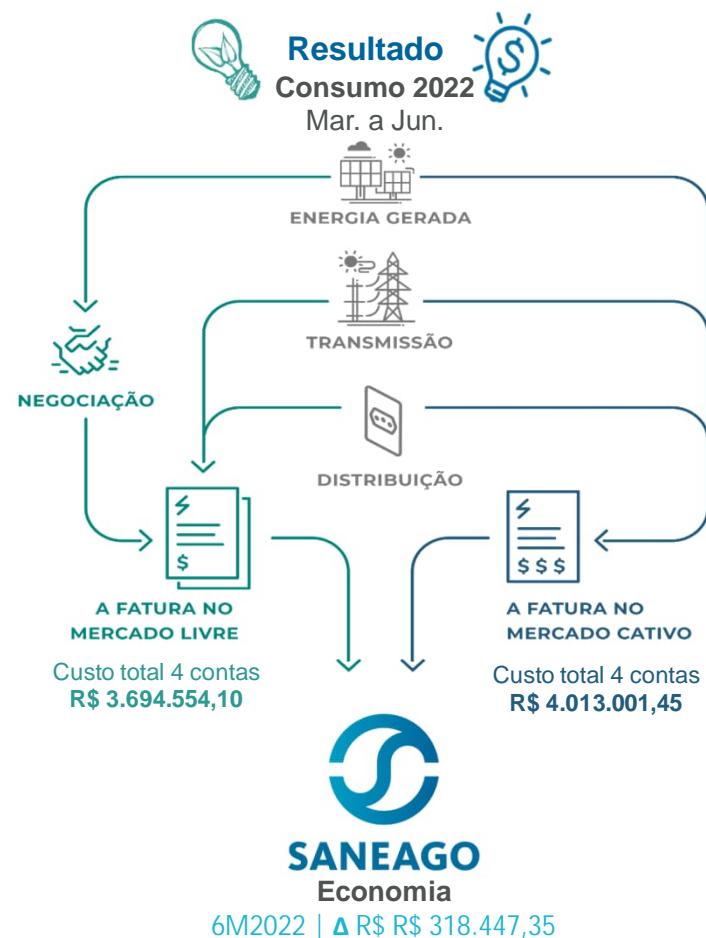 Resultado
Consumo 2022
Mar. a Jun.
ENERGIA GERADA
TRANSMISSÃO
NEGOCIAÇÃO
DISTRIBUIÇÃO
$
$ $ $
A FATURA NO
MERCADO LIVRE
A FATURA NO
MERCADO CATIVO
Custo total 4 contas
R$ 3.694.554,10
Custo total 4 contas
R$ 4.013.001,45
SANEAGO
Economia
6M2022 | Δ R$ R$ 318.447,35